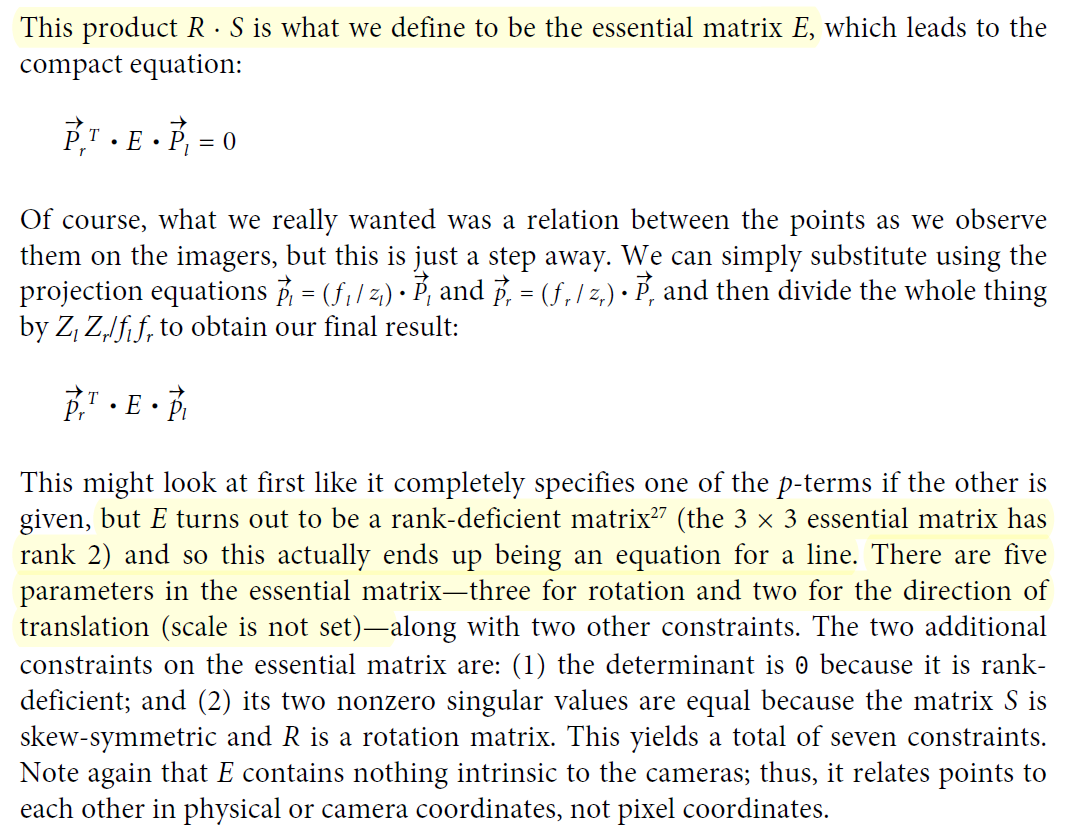 This product R · S is what we define to be the essential matrix E, which leads to the
compact equation:
P⃗ᵣᵀ · E · P⃗ₗ = 0
Of course, what we really wanted was a relation between the points as we observe
them on the imagers, but this is just a step away. We can simply substitute using the
projection equations p⃗ₗ = (fₗ / zₗ) · P⃗ₗ and p⃗ᵣ = (fᵣ / zᵣ) · P⃗ᵣ and then divide the whole thing
by Zₗ Zᵣ/fₗ fᵣ to obtain our final result:
p⃗ᵣᵀ · E · p⃗ₗ
This might look at first like it completely specifies one of the p-terms if the other is
given, but E turns out to be a rank-deficient matrix²⁷ (the 3 × 3 essential matrix has
rank 2) and so this actually ends up being an equation for a line. There are five
parameters in the essential matrix—three for rotation and two for the direction of
translation (scale is not set)—along with two other constraints. The two additional
constraints on the essential matrix are: (1) the determinant is 0 because it is rank-
deficient; and (2) its two nonzero singular values are equal because the matrix S is
skew-symmetric and R is a rotation matrix. This yields a total of seven constraints.
Note again that E contains nothing intrinsic to the cameras; thus, it relates points to
each other in physical or camera coordinates, not pixel coordinates.